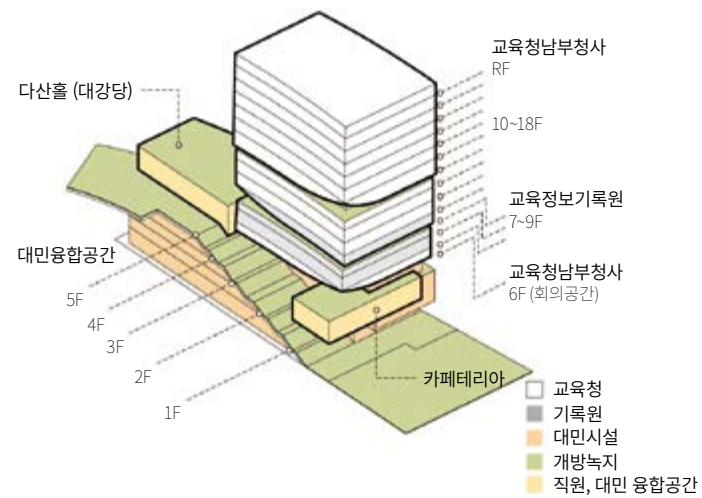 교육청남부청사
RF
다산홀 (대강당)
10~18F
교육정보기록원
7~9F
대민융합공간
교육청남부청사
6F (회의공간)
5F
4F
3F
2F
1F
카페테리아
교육청
기록원
대민시설
개방녹지
직원, 대민 융합공간